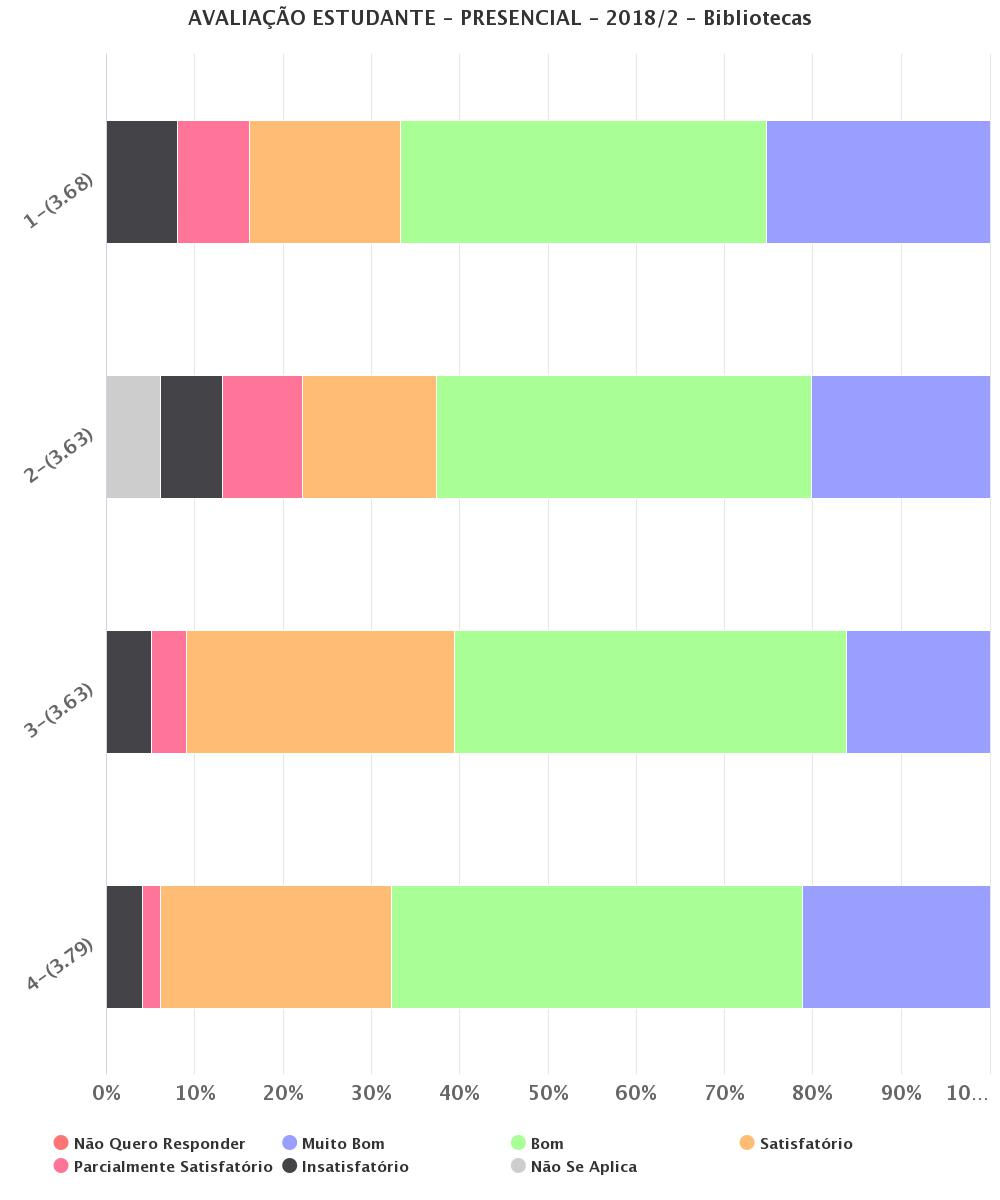 AVALIAÇÃO ESTUDANTE – PRESENCIAL – 2018/2 – Bibliotecas
1–(3.68)
2–(3.63)
3–(3.63)
4–(3.79)
0% 10% 20% 30% 40% 50% 60% 70% 80% 90% 10...
Não Quero Responder Muito Bom Bom Satisfatório
Parcialmente Satisfatório Insatisfatório Não Se Aplica